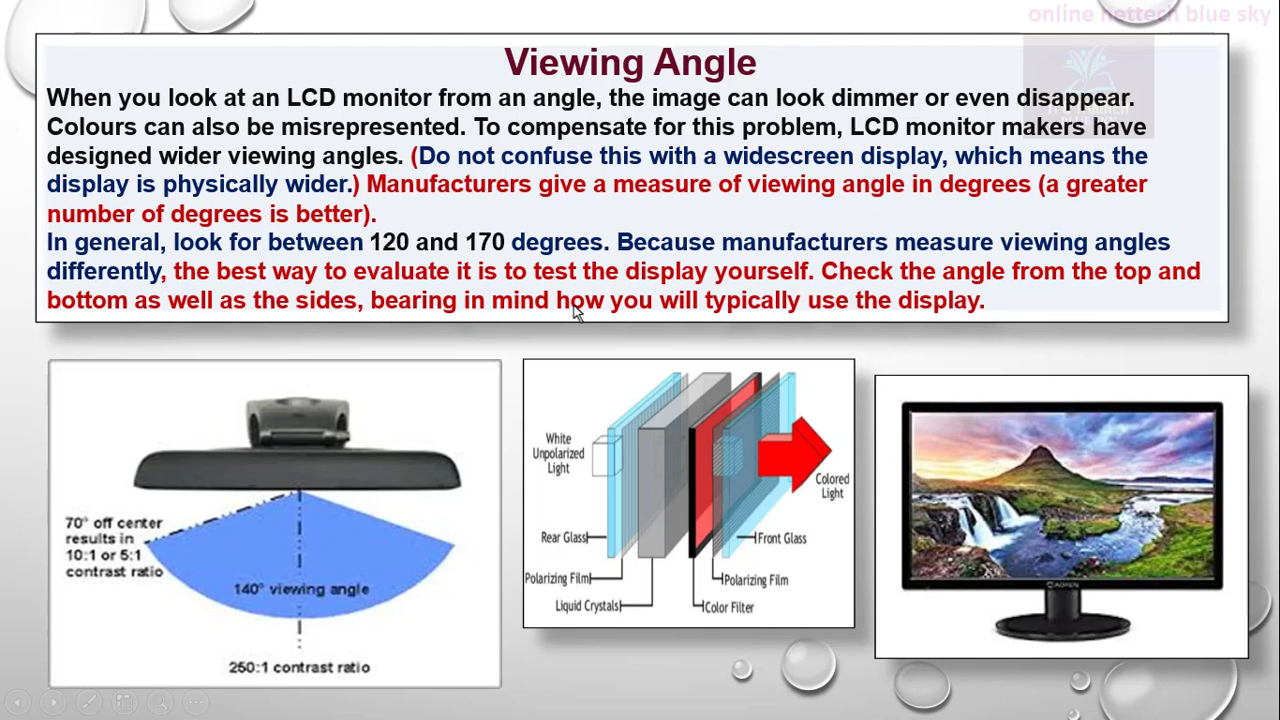 online nettech blue sky
Viewing Angle
When you look at an LCD monitor from an angle, the image can look dimmer or even disappear.
Colours can also be misrepresented. To compensate for this problem, LCD monitor makers have
designed wider viewing angles. (Do not confuse this with a widescreen display, which means the
display is physically wider.) Manufacturers give a measure of viewing angle in degrees (a greater
number of degrees is better).
In general, look for between 120 and 170 degrees. Because manufacturers measure viewing angles
differently, the best way to evaluate it is to test the display yourself. Check the angle from the top and
bottom as well as the sides, bearing in mind how you will typically use the display.
70° off center
results in
10:1 or 5:1
contrast ratio
140° viewing angle
250:1 contrast ratio
White
Unpolarized
Light
Colored
Light
Rear Glass
Front Glass
Polarizing Film
Polarizing Film
Liquid Crystals
Color Filter
AOPEN